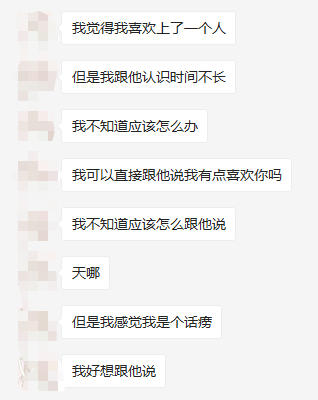 我觉得我喜欢上了一个人
但是我跟他认识时间不长
我不知道应该怎么办
我可以直接跟他说我有点喜欢你吗
我不知道应该怎么跟他说
天哪
但是我感觉我是个话痨
我好想跟他说